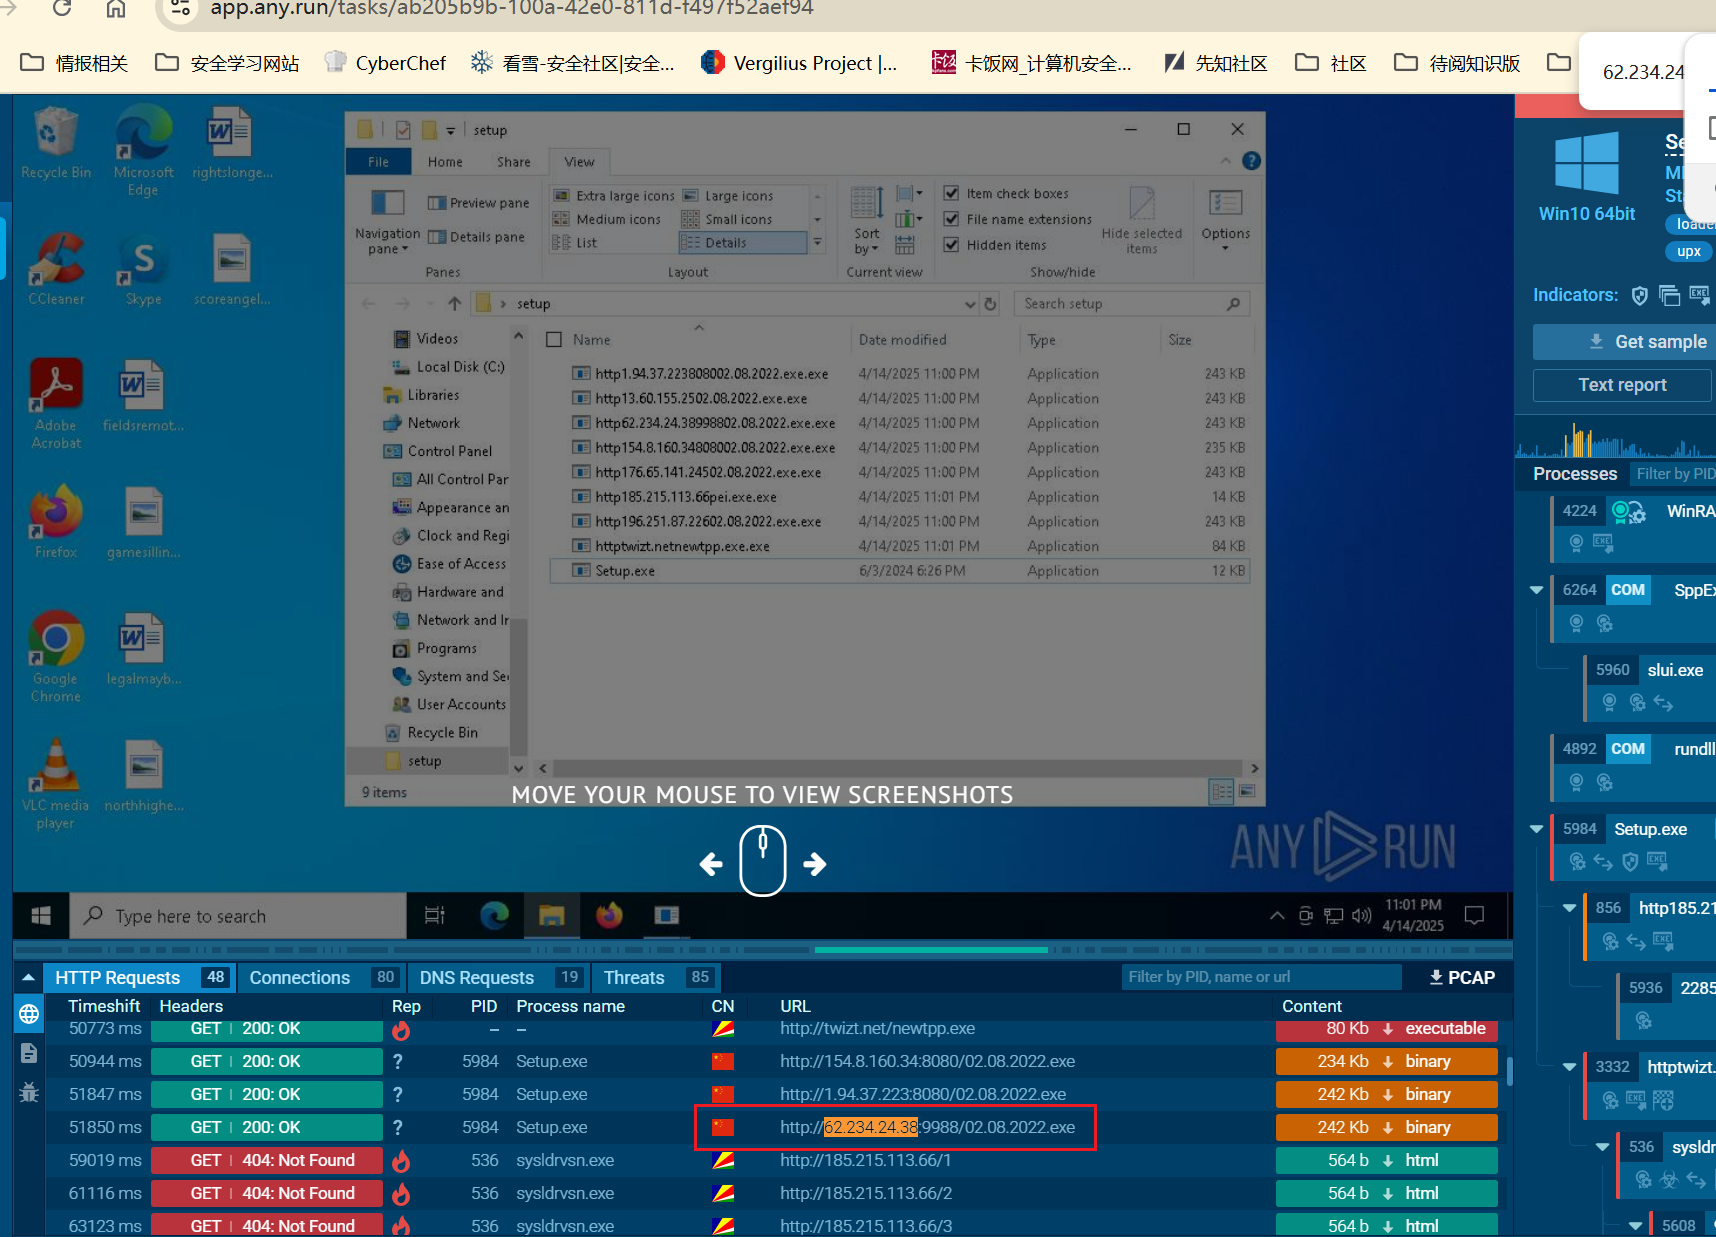 app.any.run/tasks/ab205b9b-100a-42e0-811d-f497f52aef94
情报相关 安全学习网站 CyberChef 看雪-安全社区|安全... Vergilius Project |... 卡饭网_计算机安全... 先知社区 社区 待阅知识版
62.234.24
Recycle Bin
Microsoft Edge
rightslonge...
CCleaner
Skype
scoreangel...
Adobe Acrobat
fieldsremot...
Firefox
gamesillin...
Google Chrome
legalmayb...
VLC media player
northhighe...
setup
File Home Share View
Navigation pane
Preview pane
Details pane
Panes
Extra large icons Large icons
Medium icons Small icons
List Details
Layout
Sort by
Current view
Item check boxes
File name extensions
Hidden items
Hide selected items
Show/hide
Options
setup
Search setup
Videos
Local Disk (C:)
Libraries
Network
Control Panel
All Control Par
Appearance an
Clock and Regi
Ease of Access
Hardware and
Network and Ir
Programs
System and Se
User Accounts
Recycle Bin
setup
Name Date modified Type Size
http1.94.37.223808002.08.2022.exe.exe 4/14/2025 11:00 PM Application 243 KB
http13.60.155.2502.08.2022.exe.exe 4/14/2025 11:00 PM Application 243 KB
http62.234.24.38998802.08.2022.exe.exe 4/14/2025 11:00 PM Application 243 KB
http154.8.160.34808002.08.2022.exe.exe 4/14/2025 11:00 PM Application 235 KB
http176.65.141.24502.08.2022.exe.exe 4/14/2025 11:00 PM Application 243 KB
http185.215.113.66pei.exe.exe 4/14/2025 11:01 PM Application 14 KB
http196.251.87.22602.08.2022.exe.exe 4/14/2025 11:00 PM Application 243 KB
httptwizt.netnewtpp.exe.exe 4/14/2025 11:01 PM Application 84 KB
Setup.exe 6/3/2024 6:26 PM Application 12 KB
9 items
MOVE YOUR MOUSE TO VIEW SCREENSHOTS
ANY RUN
Type here to search
11:01 PM
4/14/2025
Win10 64bit
upx
Indicators:
Get sample
Text report
Processes Filter by PID
4224 WinRA
6264 COM SppEx
5960 slui.exe
4892 COM rundll
5984 Setup.exe
856 http185.21
5936 2285
3332 httptwizt.
536 sysldr
5608
HTTP Requests 48 Connections 80 DNS Requests 19 Threats 85 Filter by PID, name or url PCAP
Timeshift Headers Rep PID Process name CN URL Content
50773 ms GET 200: OK – – http://twizt.net/newtpp.exe 80 Kb executable
50944 ms GET 200: OK ? 5984 Setup.exe http://154.8.160.34:8080/02.08.2022.exe 234 Kb binary
51847 ms GET 200: OK ? 5984 Setup.exe http://1.94.37.223:8080/02.08.2022.exe 242 Kb binary
51850 ms GET 200: OK ? 5984 Setup.exe http://62.234.24.38:9988/02.08.2022.exe 242 Kb binary
59019 ms GET 404: Not Found 536 sysldrvsn.exe http://185.215.113.66/1 564 b html
61116 ms GET 404: Not Found 536 sysldrvsn.exe http://185.215.113.66/2 564 b html
63123 ms GET 404: Not Found 536 sysldrvsn.exe http://185.215.113.66/3 564 b html